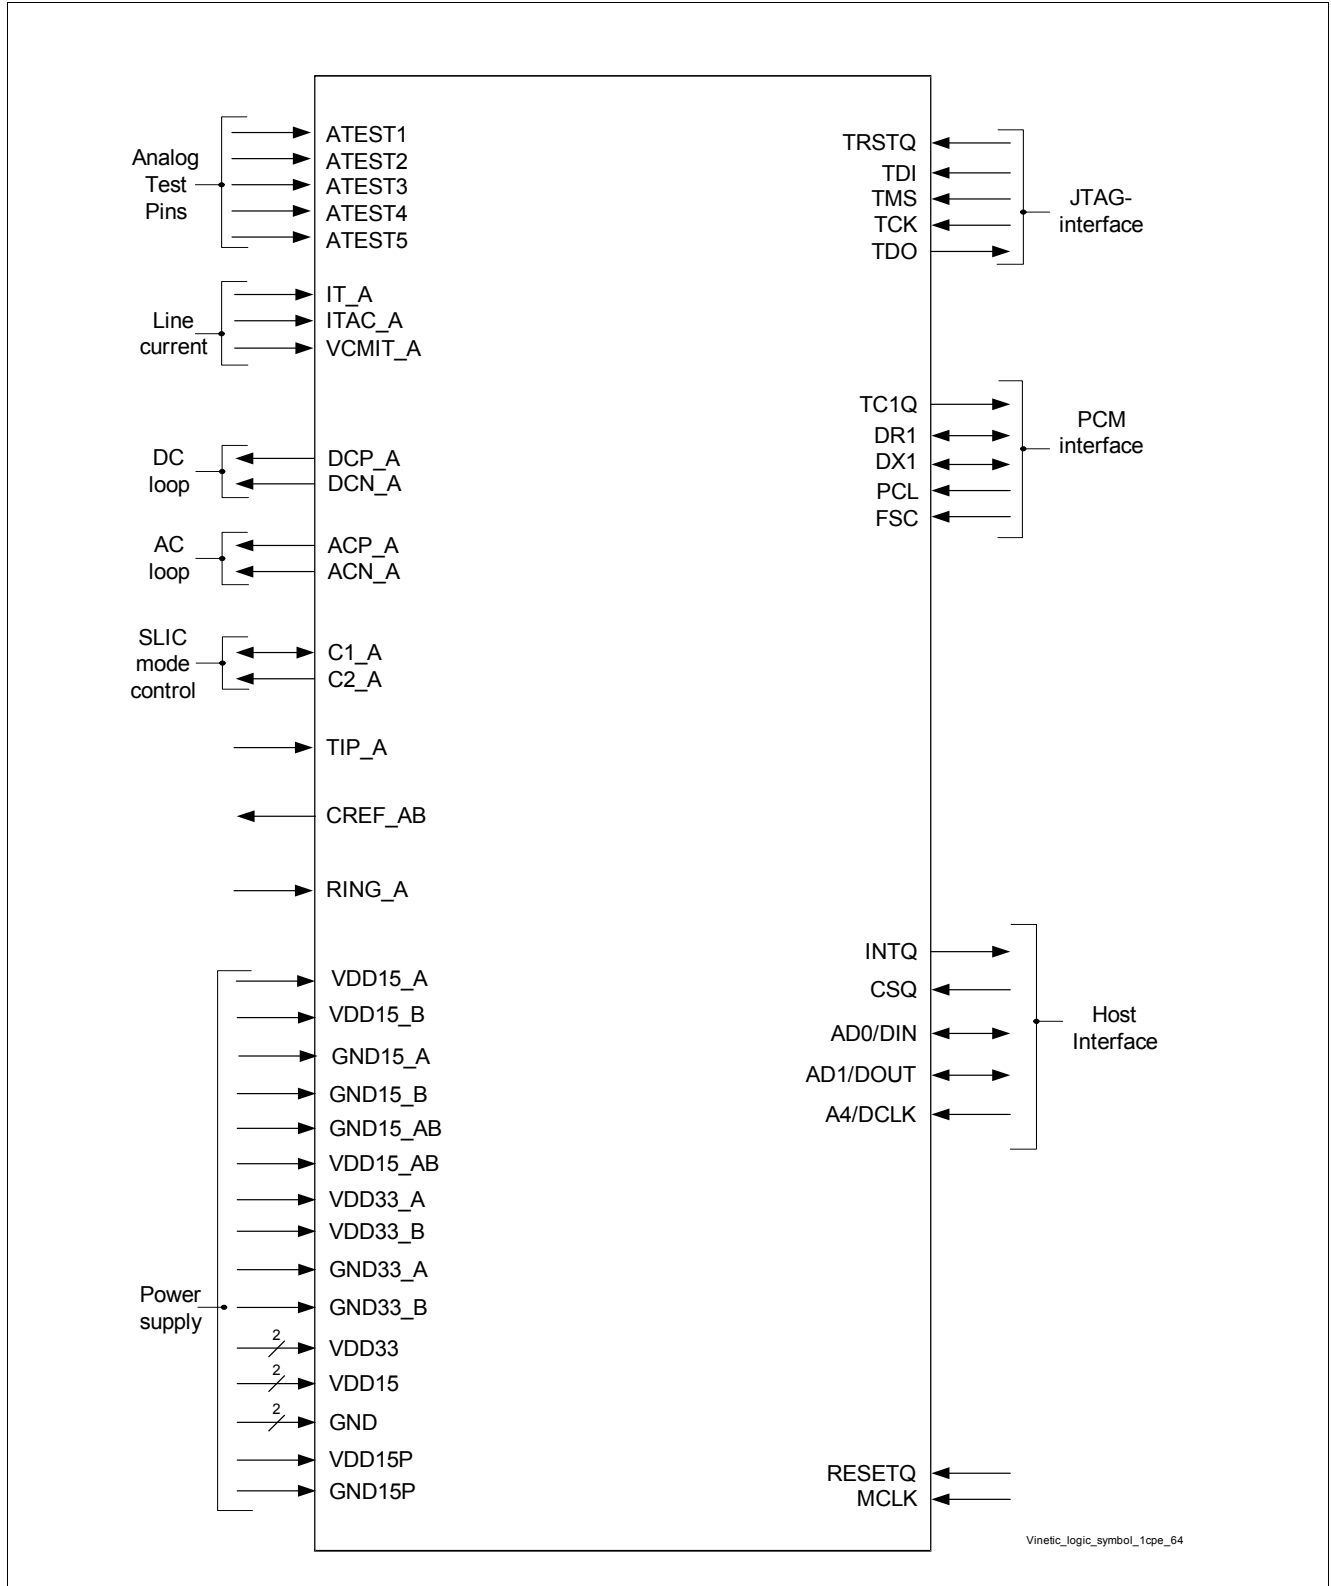 Analog
Test
Pins
ATEST1
ATEST2
ATEST3
ATEST4
ATEST5
Line
current
IT_A
ITAC_A
VCMIT_A
DC
loop
DCP_A
DCN_A
AC
loop
ACP_A
ACN_A
SLIC
mode
control
C1_A
C2_A
TIP_A
CREF_AB
RING_A
Power
supply
VDD15_A
VDD15_B
GND15_A
GND15_B
GND15_AB
VDD15_AB
VDD33_A
VDD33_B
GND33_A
GND33_B
2
VDD33
2
VDD15
2
GND
VDD15P
GND15P
TRSTQ
TDI
TMS
TCK
TDO
JTAG-
interface
TC1Q
DR1
DX1
PCL
FSC
PCM
interface
INTQ
CSQ
AD0/DIN
AD1/DOUT
A4/DCLK
Host
Interface
RESETQ
MCLK
Vinetic_logic_symbol_1cpe_64